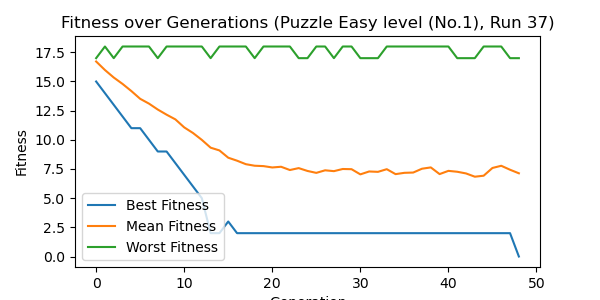 Fitness over Generations (Puzzle Easy level (No.1), Run 37)
Fitness
17.5
15.0
12.5
10.0
7.5
5.0
2.5
0.0
Best Fitness
Mean Fitness
Worst Fitness
0
10
20
30
40
50
Generation